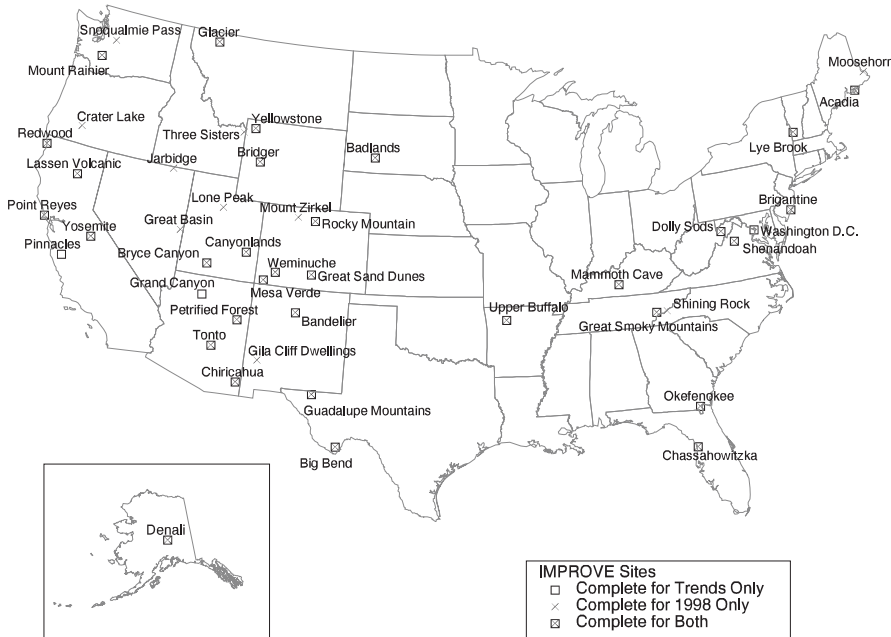 Snoqualmie Pass
Glacier
Mount Rainier
Moosehorn
Acadia
Crater Lake
Yellowstone
Three Sisters
Redwood
Lye Brook
Badlands
Bridger
Jarbidge
Lassen Volcanic
Lone Peak
Mount Zirkel
Brigantine
Point Reyes
Great Basin
Rocky Mountain
Dolly Sods
Yosemite
Washington D.C.
Pinnacles
Canyonlands
Shenandoah
Bryce Canyon
Weminuche
Great Sand Dunes
Mammoth Cave
Grand Canyon
Mesa Verde
Shining Rock
Upper Buffalo
Petrified Forest
Bandelier
Great Smoky Mountains
Tonto
Gila Cliff Dwellings
Chiricahua
Okefenokee
Guadalupe Mountains
Chassahowitzka
Big Bend
Denali
IMPROVE Sites
Complete for Trends Only
Complete for 1998 Only
Complete for Both